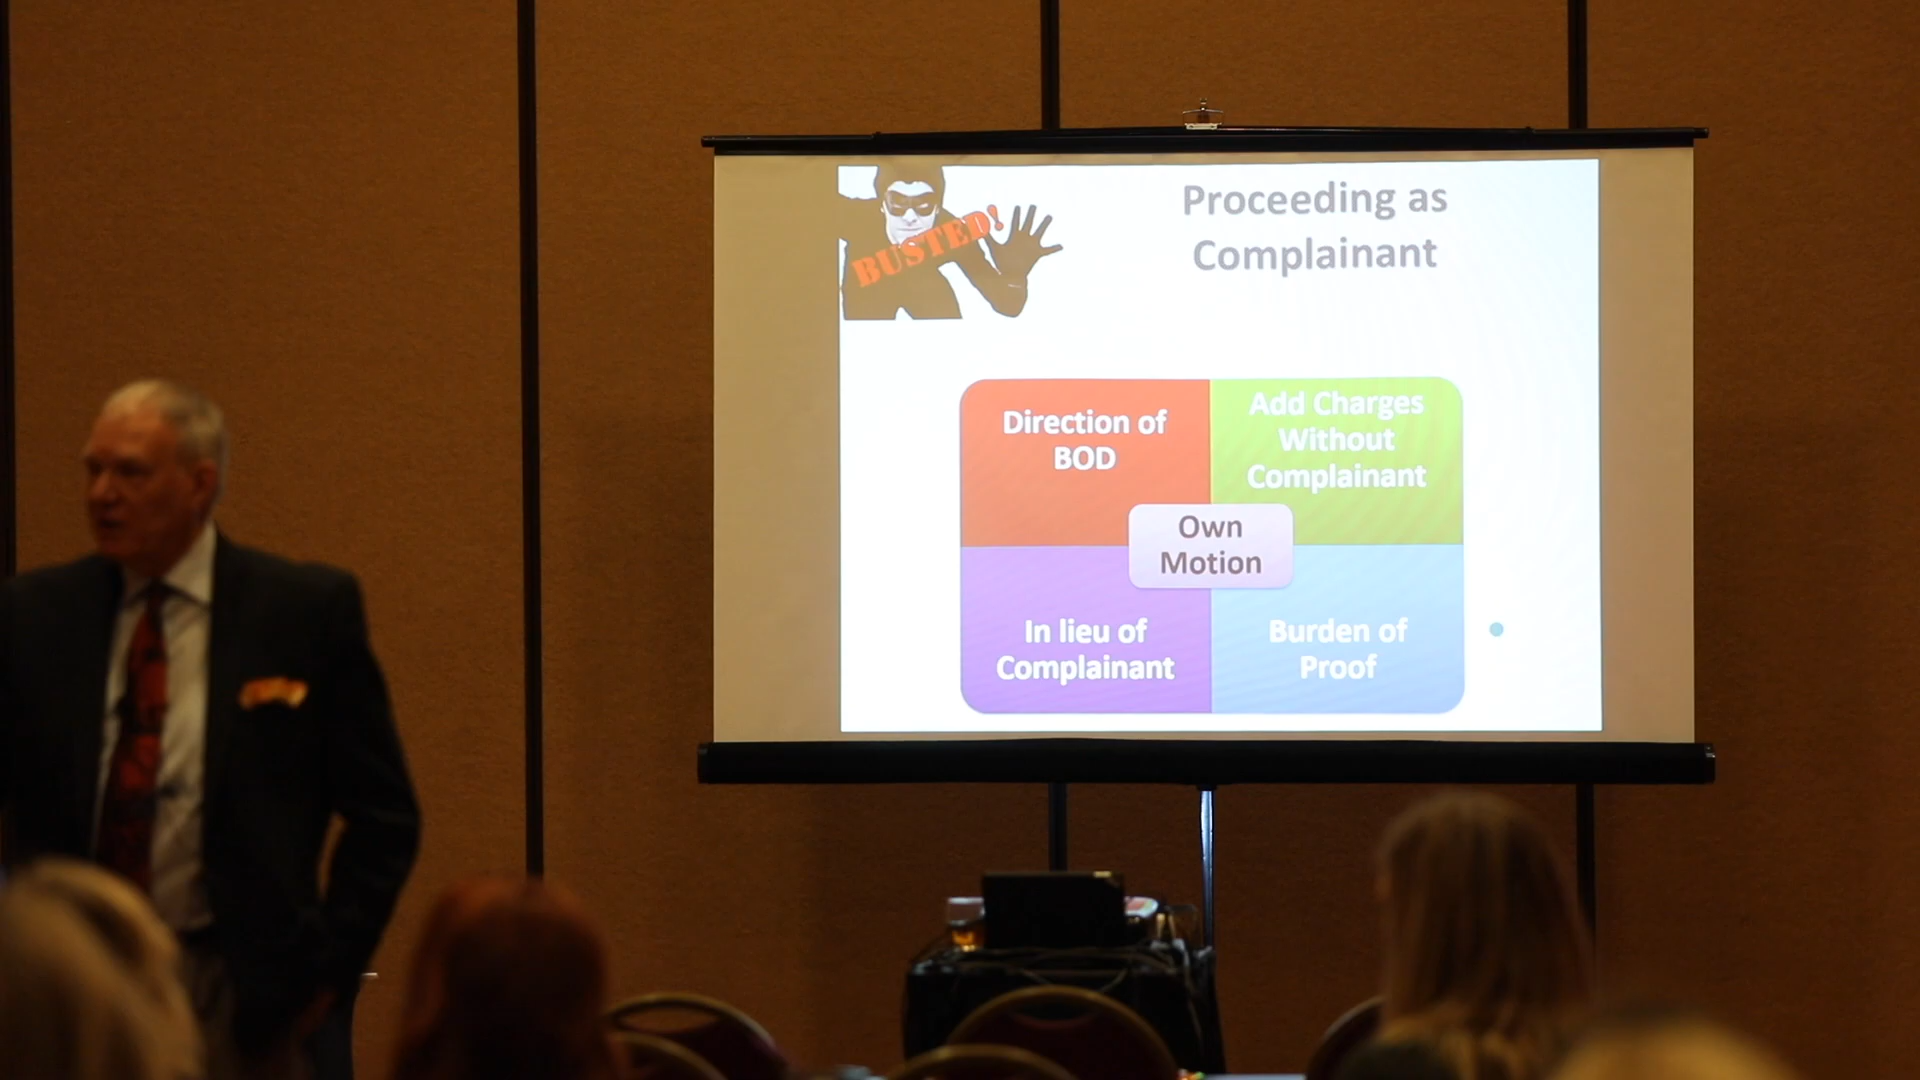 BUSTED!
Proceeding as
Complainant
Direction of
BOD
Add Charges
Without
Complainant
Own
Motion
In lieu of
Complainant
Burden of
Proof